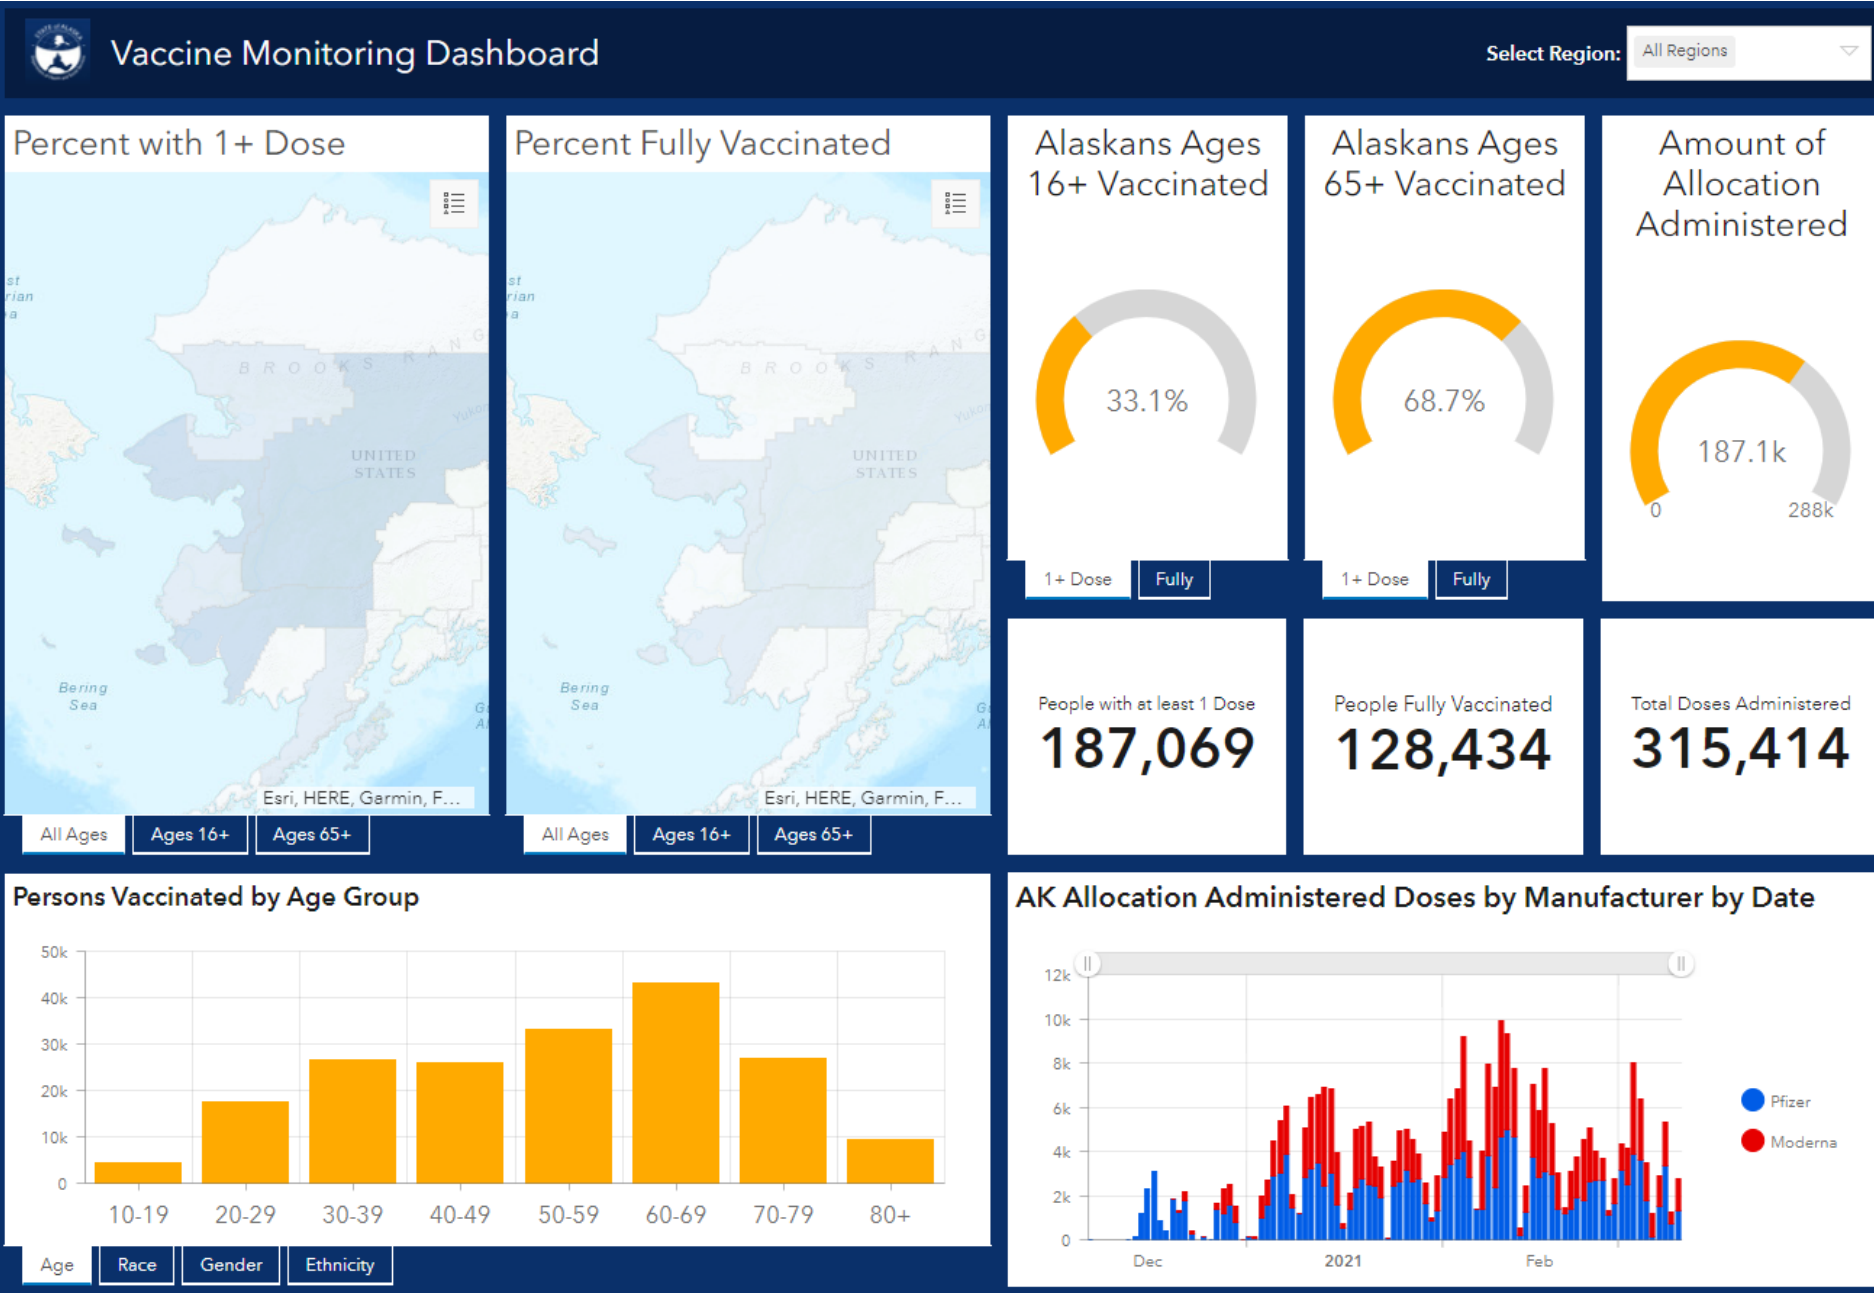 Vaccine Monitoring Dashboard
Select Region:
All Regions
Percent with 1+ Dose
BROOKS RANG
Yukon
UNITED
STATES
Bering
Sea
Esri, HERE, Garmin, F...
All Ages
Ages 16+
Ages 65+
Percent Fully Vaccinated
BROOKS RANG
Yukon
UNITED
STATES
Bering
Sea
Esri, HERE, Garmin, F...
All Ages
Ages 16+
Ages 65+
Alaskans Ages
16+ Vaccinated
33.1%
1+ Dose
Fully
Alaskans Ages
65+ Vaccinated
68.7%
1+ Dose
Fully
Amount of
Allocation
Administered
187.1k
0
288k
People with at least 1 Dose
187,069
People Fully Vaccinated
128,434
Total Doses Administered
315,414
Persons Vaccinated by Age Group
50k
40k
30k
20k
10k
0
10-19
20-29
30-39
40-49
50-59
60-69
70-79
80+
Age
Race
Gender
Ethnicity
AK Allocation Administered Doses by Manufacturer by Date
12k
10k
8k
6k
4k
2k
0
Dec
2021
Feb
Pfizer
Moderna